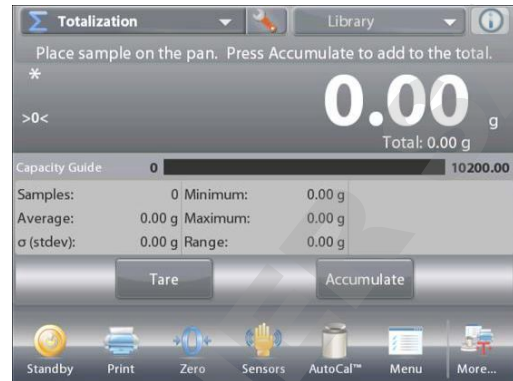 Σ Totalization Library i
Place sample on the pan. Press Accumulate to add to the total.
*
0.00 g
>0<
Total: 0.00 g
Capacity Guide 0 10200.00
Samples: 0 Minimum: 0.00 g
Average: 0.00 g Maximum: 0.00 g
σ (stdev): 0.00 g Range: 0.00 g
Tare Accumulate
Standby Print Zero Sensors AutoCal™ Menu More...